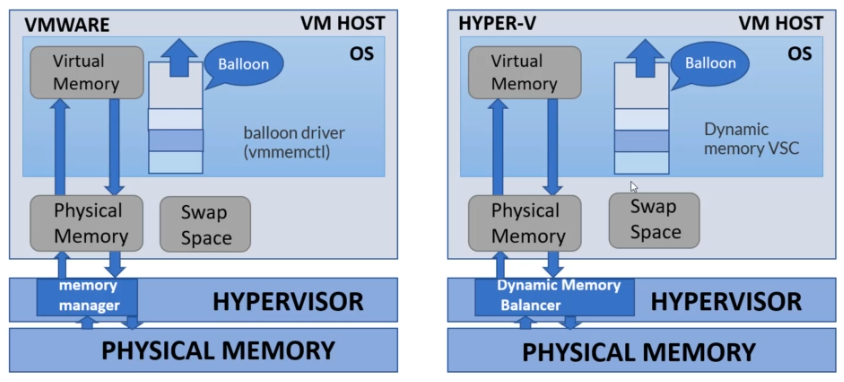 VMWARE
VM HOST
OS
Virtual
Memory
Balloon
balloon driver
(vmmemctl)
Physical
Memory
Swap
Space
memory
manager
HYPERVISOR
PHYSICAL MEMORY
HYPER-V
VM HOST
OS
Virtual
Memory
Balloon
Dynamic
memory VSC
Physical
Memory
Swap
Space
Dynamic Memory
Balancer
HYPERVISOR
PHYSICAL MEMORY